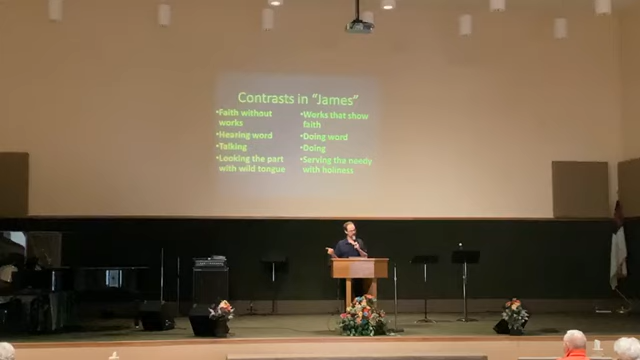 Contrasts in "James"
•Faith without
works
•Hearing word
•Talking
•Looking the part
with wild tongue
•Works that show
faith
•Doing word
•Doing
•Serving the needy
with holiness